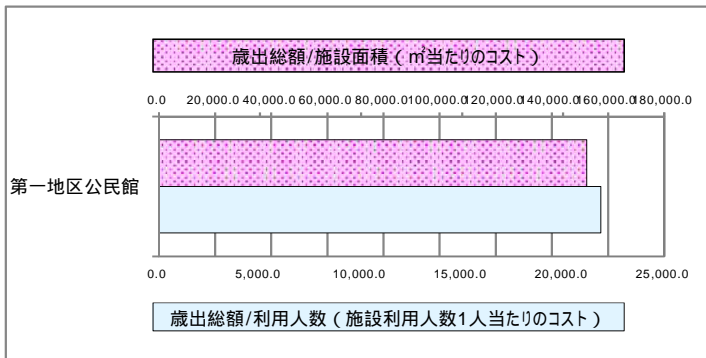 歳出総額/施設面積(㎡当たりのコスト)
0.0 20,000.0 40,000.0 60,000.0 80,000.0 100,000.0 120,000.0 140,000.0 160,000.0 180,000.0
第一地区公民館
0.0 5,000.0 10,000.0 15,000.0 20,000.0 25,000.0
歳出総額/利用人数(施設利用人数1人当たりのコスト)